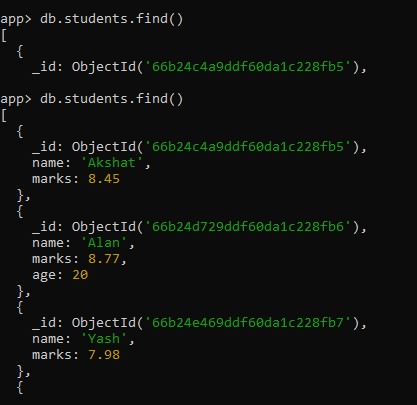 app> db.students.find()
[
  {
    _id: ObjectId('66b24c4a9ddf60da1c228fb5'),

app> db.students.find()
[
  {
    _id: ObjectId('66b24c4a9ddf60da1c228fb5'),
    name: 'Akshat',
    marks: 8.45
  },
  {
    _id: ObjectId('66b24d729ddf60da1c228fb6'),
    name: 'Alan',
    marks: 8.77,
    age: 20
  },
  {
    _id: ObjectId('66b24e469ddf60da1c228fb7'),
    name: 'Yash',
    marks: 7.98
  },
  {